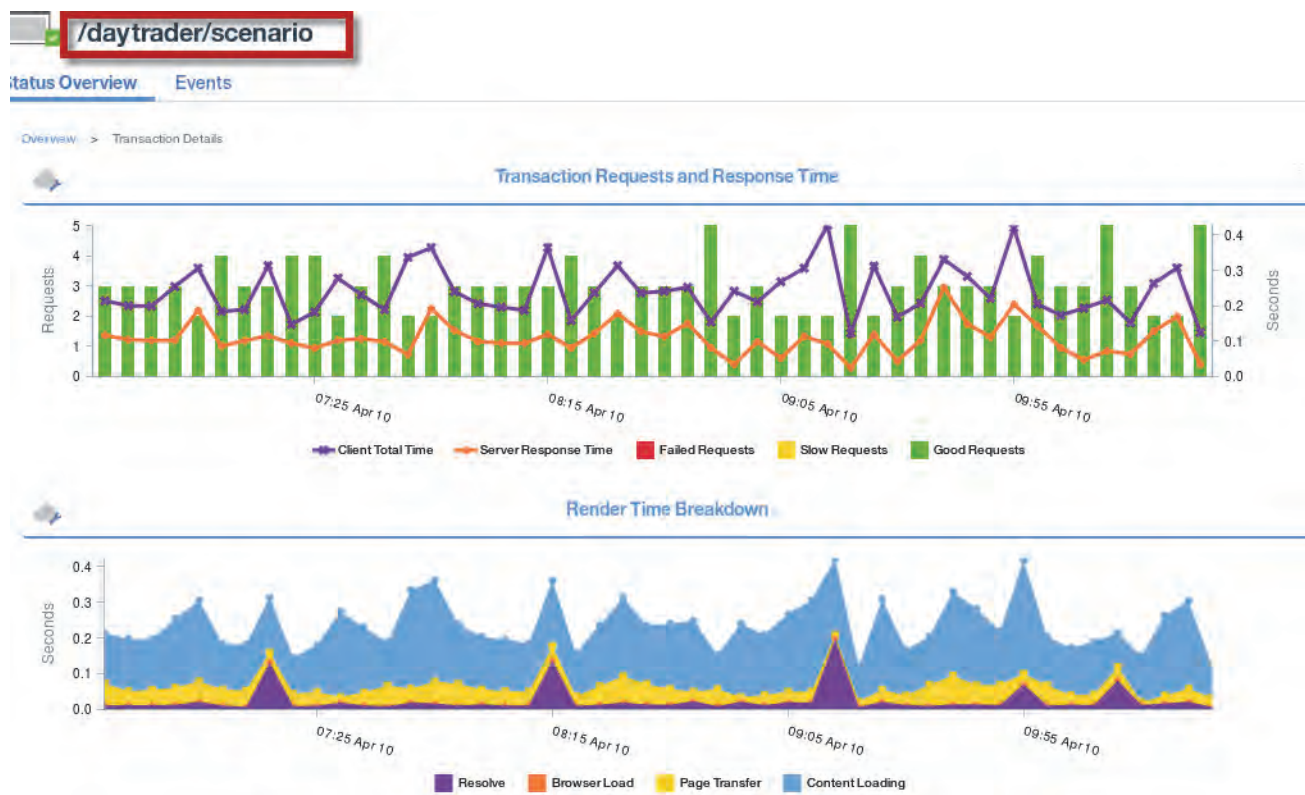 /daytrader/scenario
Status Overview Events
Overview > Transaction Details
Transaction Requests and Response Time
5
4
3
2
1
0
Requests
0.4
0.3
0.2
0.1
0.0
Seconds
07:25 Apr 10
08:15 Apr 10
09:05 Apr 10
09:55 Apr 10
Client Total Time Server Response Time Failed Requests Slow Requests Good Requests
Render Time Breakdown
0.4
0.3
0.2
0.1
0.0
Seconds
07:25 Apr 10
08:15 Apr 10
09:05 Apr 10
09:55 Apr 10
Resolve Browser Load Page Transfer Content Loading